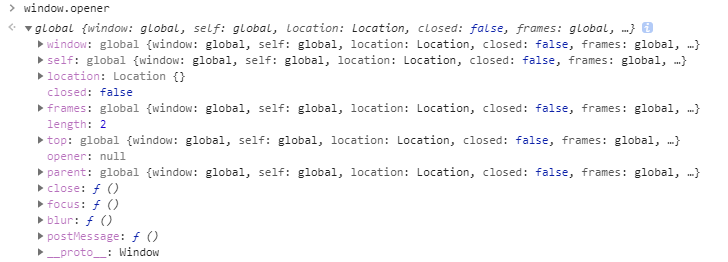 window.opener
global {window: global, self: global, location: Location, closed: false, frames: global, …}
window: global {window: global, self: global, location: Location, closed: false, frames: global, …}
self: global {window: global, self: global, location: Location, closed: false, frames: global, …}
location: Location {}
closed: false
frames: global {window: global, self: global, location: Location, closed: false, frames: global, …}
length: 2
top: global {window: global, self: global, location: Location, closed: false, frames: global, …}
opener: null
parent: global {window: global, self: global, location: Location, closed: false, frames: global, …}
close: ƒ ()
focus: ƒ ()
blur: ƒ ()
postMessage: ƒ ()
__proto__: Window